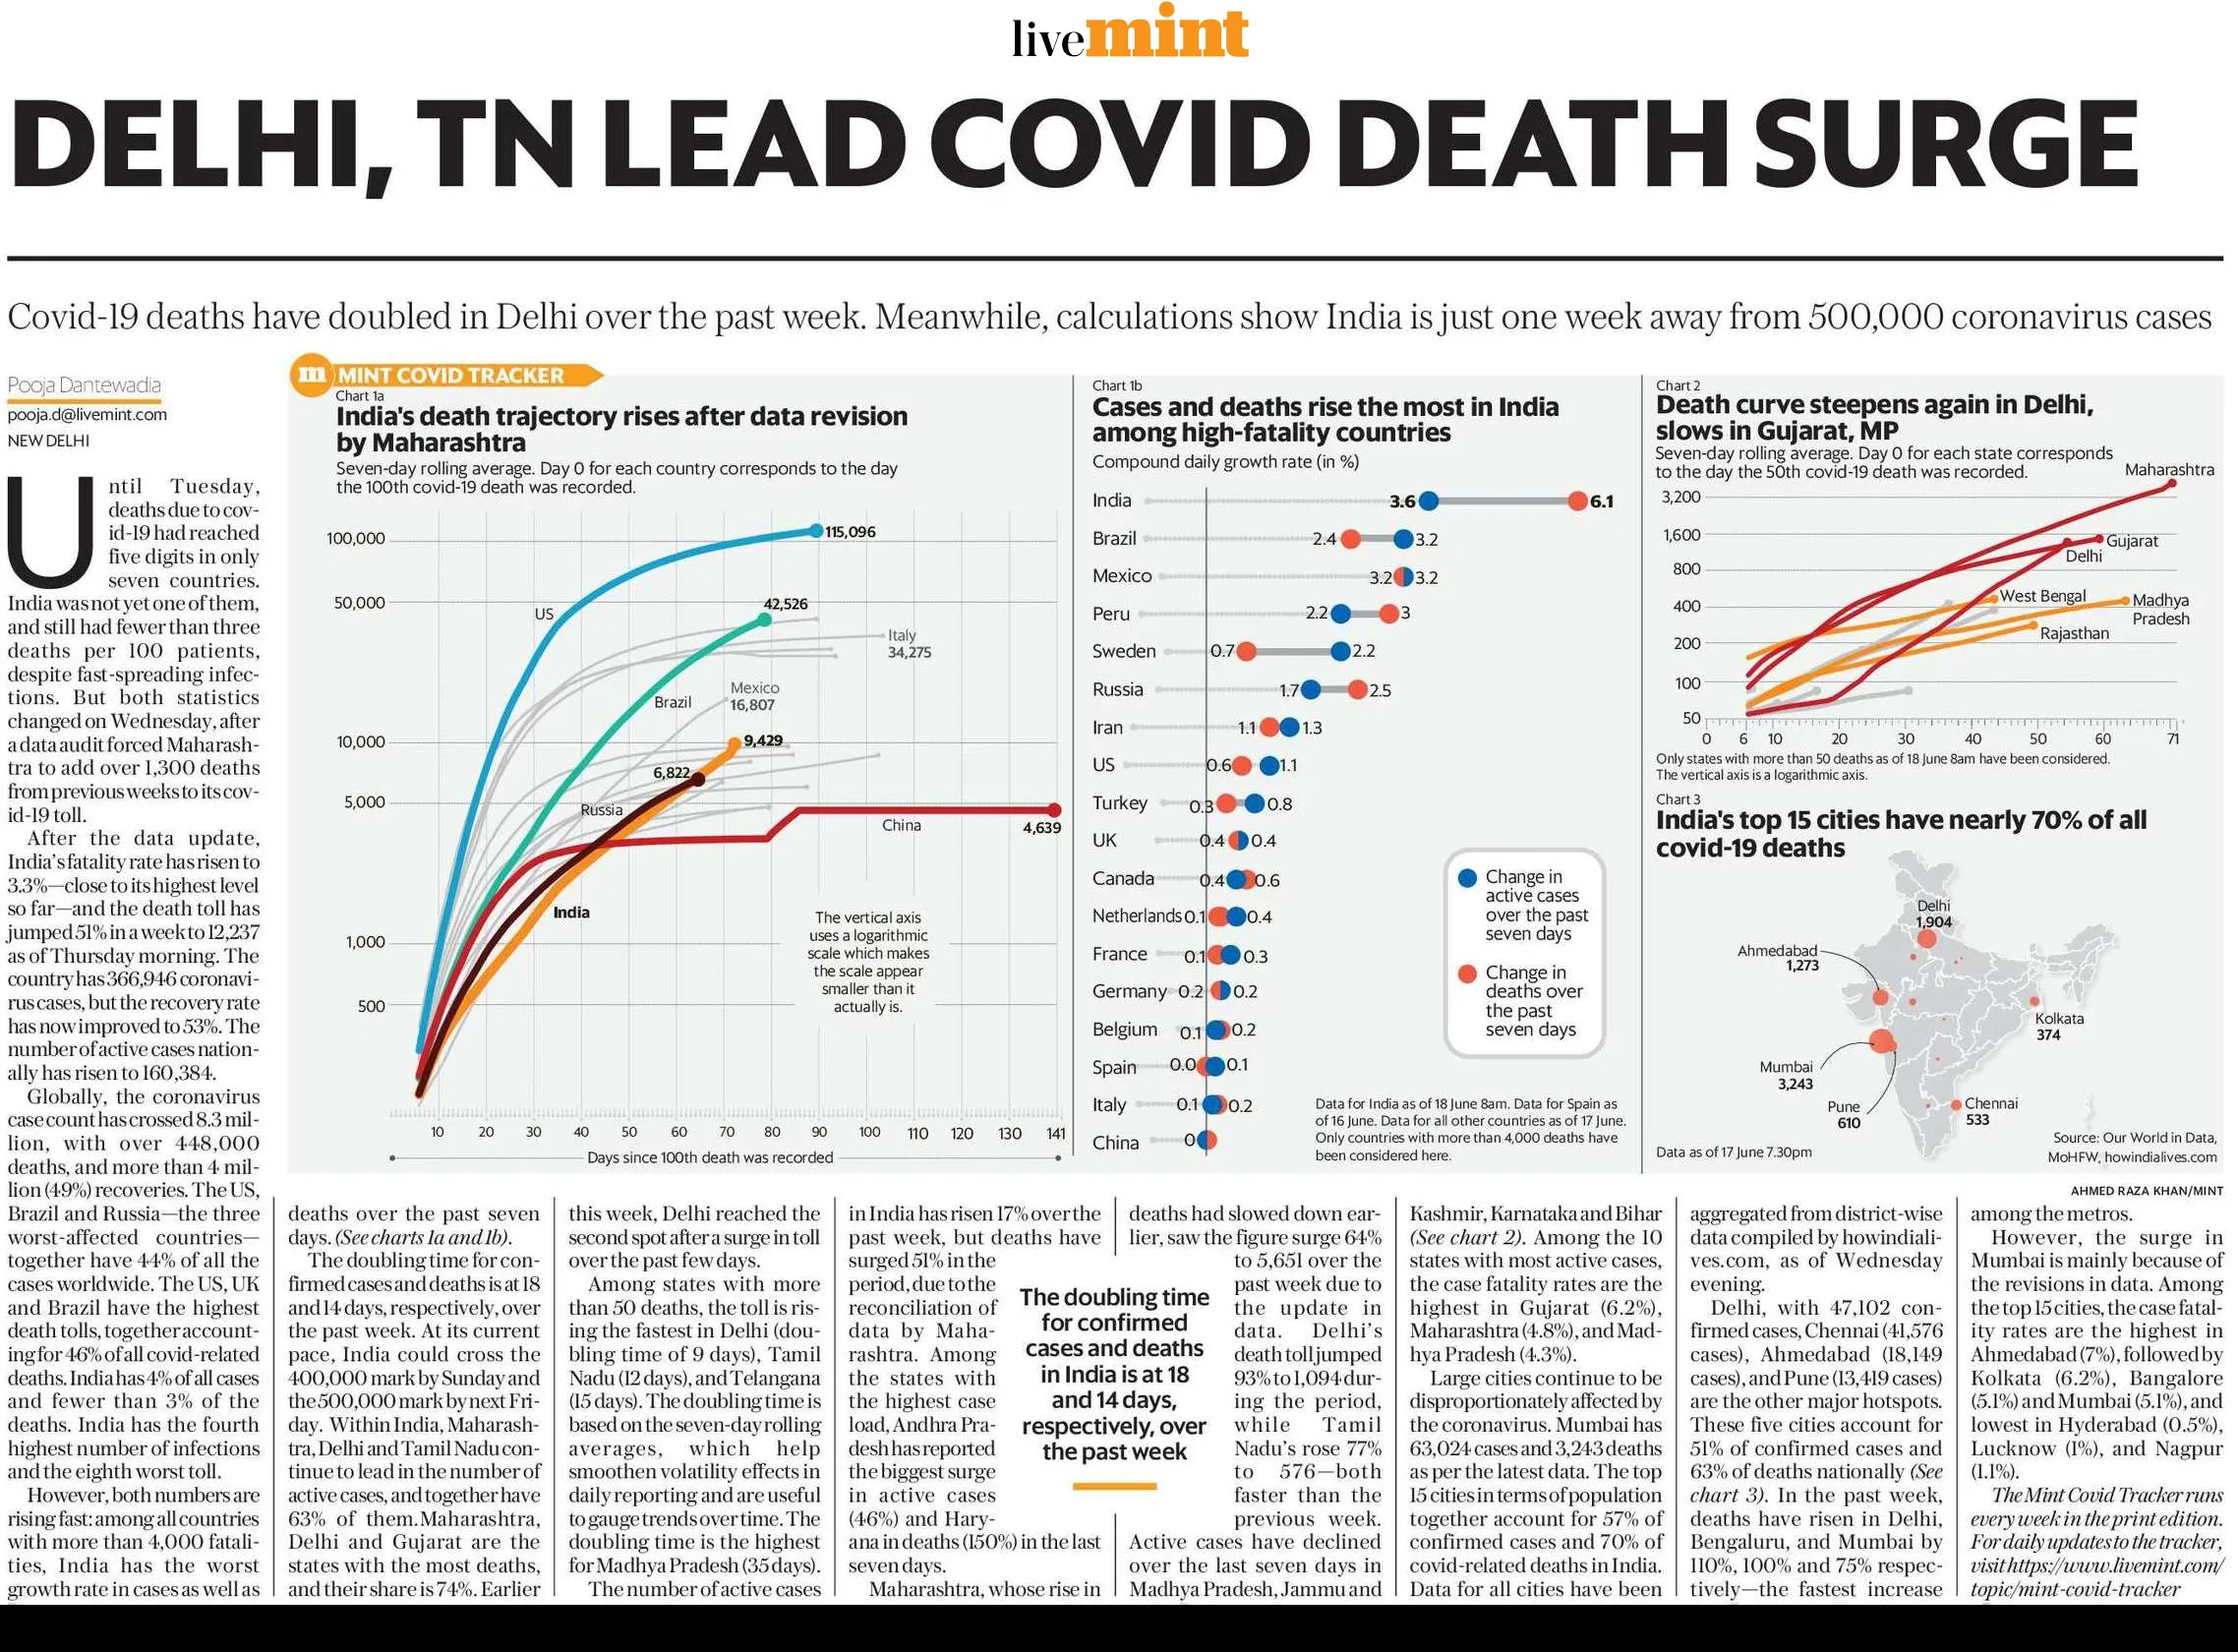 livemint
DELHI, TN LEAD COVID DEATH SURGE
Covid-19 deaths have doubled in Delhi over the past week. Meanwhile, calculations show India is just one week away from 500,000 coronavirus cases
Pooja Dantewadia
pooja.d@livemint.com
NEW DELHI
Until Tuesday,
deaths due to cov-
id-19 had reached
five digits in only
seven countries.
India was not yet one of them,
and still had fewer than three
deaths per 100 patients,
despite fast-spreading infec-
tions. But both statistics
changed on Wednesday, after
a data audit forced Maharash-
tra to add over 1,300 deaths
from previous weeks to its cov-
id-19 toll.
After the data update,
India's fatality rate has risen to
3.3%—close to its highest level
so far—and the death toll has
jumped 51% in a week to 12,237
as of Thursday morning. The
country has 366,946 coronavi-
rus cases, but the recovery rate
has now improved to 53%. The
number of active cases nation-
ally has risen to 160,384.
Globally, the coronavirus
case count has crossed 8.3 mil-
lion, with over 448,000
deaths, and more than 4 mil-
lion (49%) recoveries. The US,
Brazil and Russia—the three
worst-affected countries—
together have 44% of all the
cases worldwide. The US, UK
and Brazil have the highest
death tolls, together account-
ing for 46% of all covid-related
deaths. India has 4% of all cases
and fewer than 3% of the
deaths. India has the fourth
highest number of infections
and the eighth worst toll.
However, both numbers are
rising fast: among all countries
with more than 4,000 fatali-
ties, India has the worst
growth rate in cases as well as
m MINT COVID TRACKER
Chart 1a
India's death trajectory rises after data revision
by Maharashtra
Seven-day rolling average. Day 0 for each country corresponds to the day
the 100th covid-19 death was recorded.
100,000
50,000
10,000
5,000
1,000
500
115,096
US
42,526
Italy
34,275
Brazil
Mexico
16,807
9,429
6,822
Russia
China
4,639
India
The vertical axis
uses a logarithmic
scale which makes
the scale appear
smaller than it
actually is.
10 20 30 40 50 60 70 80 90 100 110 120 130 141
Days since 100th death was recorded
Chart 1b
Cases and deaths rise the most in India
among high-fatality countries
Compound daily growth rate (in %)
India 3.6 6.1
Brazil 2.4 3.2
Mexico 3.2 3.2
Peru 2.2 3
Sweden 0.7 2.2
Russia 1.7 2.5
Iran 1.1 1.3
US 0.6 1.1
Turkey 0.3 0.8
UK 0.4 0.4
Canada 0.4 0.6
Netherlands 0.1 0.4
France 0.1 0.3
Germany 0.2 0.2
Belgium 0.1 0.2
Spain 0.0 0.1
Italy 0.1 0.2
China 0
Change in
active cases
over the past
seven days
Change in
deaths over
the past
seven days
Data for India as of 18 June 8am. Data for Spain as
of 16 June. Data for all other countries as of 17 June.
Only countries with more than 4,000 deaths have
been considered here.
Chart 2
Death curve steepens again in Delhi,
slows in Gujarat, MP
Seven-day rolling average. Day 0 for each state corresponds
to the day the 50th covid-19 death was recorded.
Maharashtra
3,200
1,600
800
400
200
100
50
Gujarat
Delhi
West Bengal
Madhya
Pradesh
Rajasthan
0 6 10 20 30 40 50 60 71
Only states with more than 50 deaths as of 18 June 8am have been considered.
The vertical axis is a logarithmic axis.
Chart 3
India's top 15 cities have nearly 70% of all
covid-19 deaths
Delhi
1,904
Ahmedabad
1,273
Kolkata
374
Mumbai
3,243
Pune
610
Chennai
533
Data as of 17 June 7.30pm
Source: Our World in Data,
MoHFW, howindialives.com
AHMED RAZA KHAN/MINT
deaths over the past seven
days. (See charts 1a and 1b).
The doubling time for con-
firmed cases and deaths is at 18
and 14 days, respectively, over
the past week. At its current
pace, India could cross the
400,000 mark by Sunday and
the 500,000 mark by next Fri-
day. Within India, Maharash-
tra, Delhi and Tamil Nadu con-
tinue to lead in the number of
active cases, and together have
63% of them. Maharashtra,
Delhi and Gujarat are the
states with the most deaths,
and their share is 74%. Earlier
this week, Delhi reached the
second spot after a surge in toll
over the past few days.
Among states with more
than 50 deaths, the toll is ris-
ing the fastest in Delhi (dou-
bling time of 9 days), Tamil
Nadu (12 days), and Telangana
(15 days). The doubling time is
based on the seven-day rolling
averages, which help
smoothen volatility effects in
daily reporting and are useful
to gauge trends over time. The
doubling time is the highest
for Madhya Pradesh (35 days).
The number of active cases
in India has risen 17% over the
past week, but deaths have
surged 51% in the
period, due to the
reconciliation of
data by Maha-
rashtra. Among
the states with
the highest case
load, Andhra Pra-
desh has reported
the biggest surge
in active cases
(46%) and Hary-
ana in deaths (150%) in the last
seven days.
Maharashtra, whose rise in
The doubling time
for confirmed
cases and deaths
in India is at 18
and 14 days,
respectively, over
the past week
deaths had slowed down ear-
lier, saw the figure surge 64%
to 5,651 over the
past week due to
the update in
data. Delhi's
death toll jumped
93% to 1,094 dur-
ing the period,
while Tamil
Nadu's rose 77%
to 576—both
faster than the
previous week.
Active cases have declined
over the last seven days in
Madhya Pradesh, Jammu and
Kashmir, Karnataka and Bihar
(See chart 2). Among the 10
states with most active cases,
the case fatality rates are the
highest in Gujarat (6.2%),
Maharashtra (4.8%), and Mad-
hya Pradesh (4.3%).
Large cities continue to be
disproportionately affected by
the coronavirus. Mumbai has
63,024 cases and 3,243 deaths
as per the latest data. The top
15 cities in terms of population
together account for 57% of
confirmed cases and 70% of
covid-related deaths in India.
Data for all cities have been
aggregated from district-wise
data compiled by howindiali-
ves.com, as of Wednesday
evening.
Delhi, with 47,102 con-
firmed cases, Chennai (41,576
cases), Ahmedabad (18,149
cases), and Pune (13,419 cases)
are the other major hotspots.
These five cities account for
51% of confirmed cases and
63% of deaths nationally (See
chart 3). In the past week,
deaths have risen in Delhi,
Bengaluru, and Mumbai by
110%, 100% and 75% respec-
tively—the fastest increase
among the metros.
However, the surge in
Mumbai is mainly because of
the revisions in data. Among
the top 15 cities, the case fatal-
ity rates are the highest in
Ahmedabad (7%), followed by
Kolkata (6.2%), Bangalore
(5.1%) and Mumbai (5.1%), and
lowest in Hyderabad (0.5%),
Lucknow (1%), and Nagpur
(1.1%).
The Mint Covid Tracker runs
every week in the print edition.
For daily updates to the tracker,
visit https://www.livemint.com/
topic/mint-covid-tracker